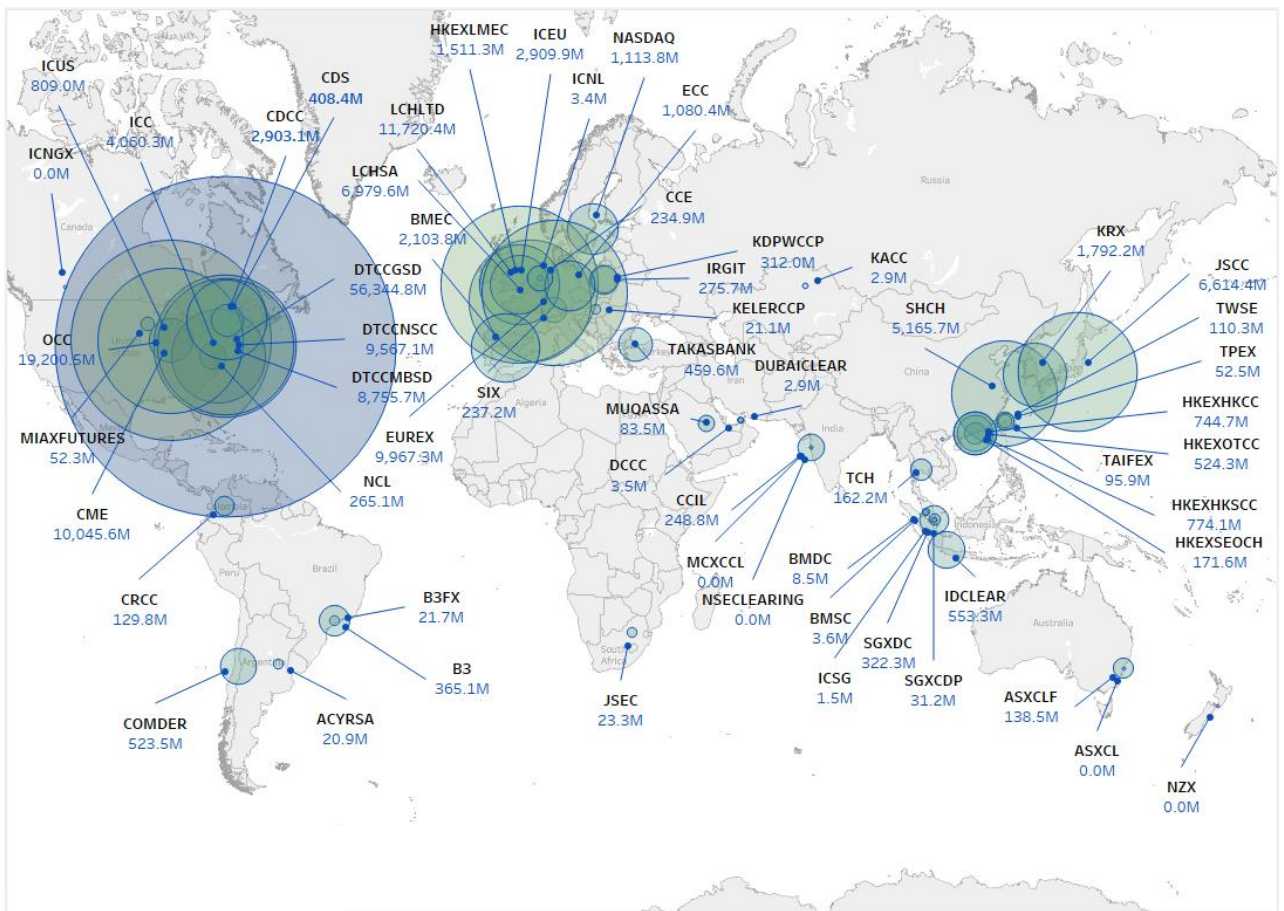 HKEXLMEC
1,511.3M
ICEU
2,909.9M
NASDAQ
1,113.8M
ICUS
809.0M
CDS
408.4M
ICNL
3.4M
ECC
1,080.4M
ICC
4,060.3M
CDCC
2,903.1M
LCHLTD
11,720.4M
ICNGX
0.0M
LCHSA
6,979.6M
CCE
234.9M
Russia
BMEC
2,103.8M
Canada
KDPWCCP
312.0M
KACC
2.9M
KRX
1,792.2M
DTCCGSD
56,344.8M
IRGIT
275.7M
JSCC
6,614.4M
SHCH
5,165.7M
KELERCCP
21.1M
TWSE
110.3M
OCC
19,200.5M
United
States
DTCCNSCC
9,567.1M
TAKASBANK
459.6M
Turkey
DUBAICLEAR
2.9M
Iran
China
TPEX
52.5M
DTCCMBSD
8,755.7M
SIX
237.2M
Algeria
MUQASSA
83.5M
India
HKEXHKCC
744.7M
MIAXFUTURES
52.3M
EUREX
9,967.3M
HKEXOTCC
524.3M
DCCC
3.5M
TCH
162.2M
TAIFEX
95.9M
NCL
265.1M
CCIL
248.8M
HKEXHKSCC
774.1M
CME
10,045.6M
Colombia
HKEXSEOCH
171.6M
Indonesia
MCXCCL
0.0M
BMDC
8.5M
Peru
Brazil
CRCC
129.8M
B3FX
21.7M
NSECLEARING
0.0M
IDCLEAR
553.3M
BMSC
3.6M
Australia
SGXDC
322.3M
South
Africa
Argentina
B3
365.1M
ICSG
1.5M
SGXCDP
31.2M
JSEC
23.3M
ASXCLF
138.5M
COMDER
523.5M
ACYRSA
20.9M
ASXCL
0.0M
NZX
0.0M